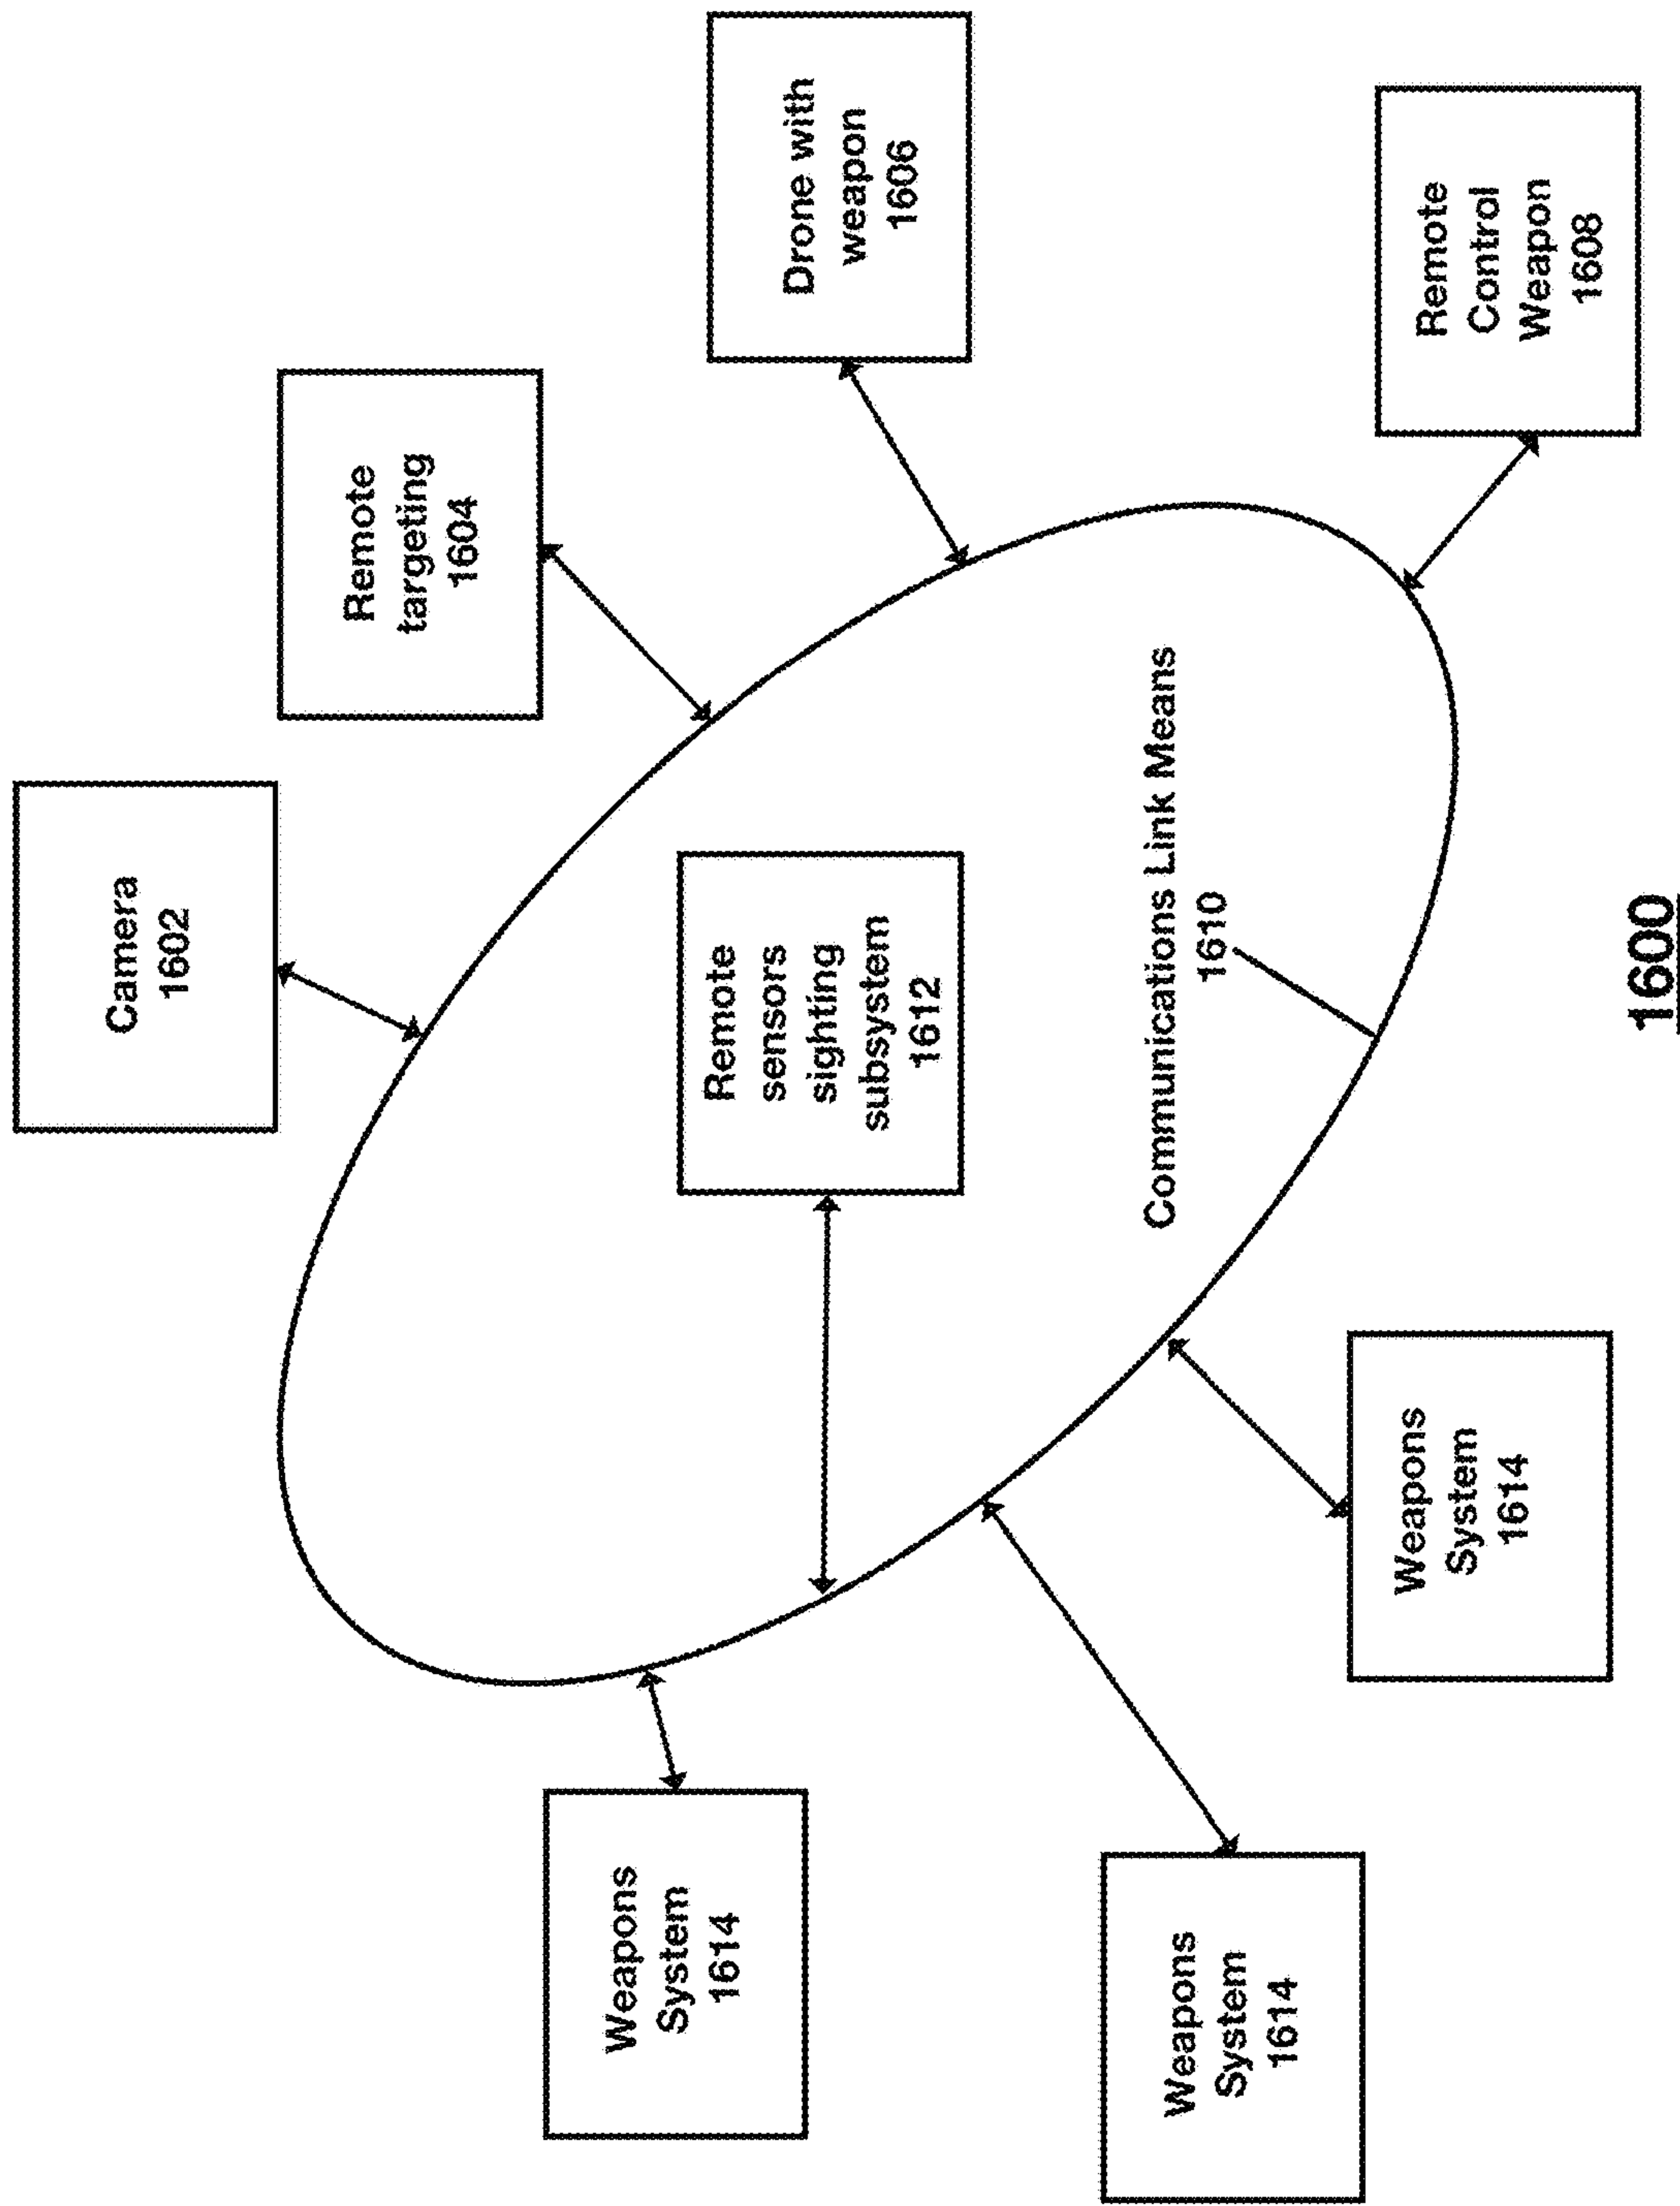 Camera
1602
Remote
targeting
1604
Weapons
System
1614
Remote
sensors
sighting
subsystem
1612
Drone with
weapon
1606
Communications Link Means
1610
Weapons
System
1614
Weapons
System
1614
Remote
Control
Weapon
1608
1600